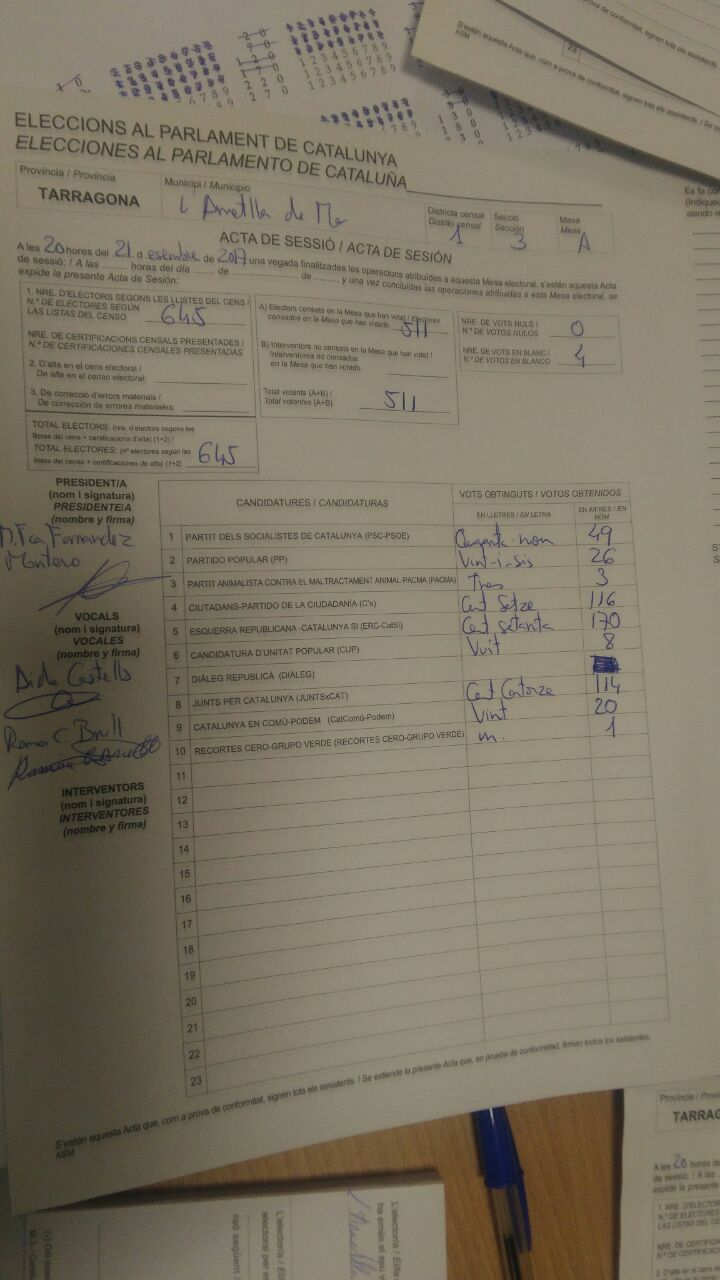 ELECCIONS AL PARLAMENT DE CATALUNYA
ELECCIONES AL PARLAMENTO DE CATALUÑA
Província / Provincia
TARRAGONA
Municipi / Municipio
L'Ametlla de Mar
Districte censal
Distrito censal
1
Secció
Sección
3
Mesa
Mesa
A
ACTA DE SESSIÓ / ACTA DE SESIÓN
A les 20 hores del 21 d desembre de 2017 una vegada finalitzades les operacions atribuïdes a aquesta Mesa electoral, s'estén aquesta Acta
de sessió: / A las ......... horas del día ....... de ..................... de ........, y una vez concluidas las operaciones atribuidas a esta Mesa electoral, se
expide la presente Acta de Sesión:
1. NRE. D'ELECTORS SEGONS LES LLISTES DEL CENS /
N.º DE ELECTORES SEGÚN
LAS LISTAS DEL CENSO
645
NRE. DE CERTIFICACIONS CENSALS PRESENTADES /
N.º DE CERTIFICACIONES CENSALES PRESENTADAS
2. D'alta en el cens electoral /
De alta en el censo electoral:
3. De correcció d'errors materials /
De corrección de errores materiales:
TOTAL ELECTORS: (nre. d'electors segons les
llistes del cens + certificacions d'alta) (1+2) /
TOTAL ELECTORES: (nº electores según las
listas del censo + certificaciones de alta) (1+2)
645
A) Electors censats en la Mesa que han votat / Electores
censados en la Mesa que han votado 511
B) Interventors no censats en la Mesa que han votat /
Interventores no censados
en la Mesa que han votado
Total votants (A+B) /
Total votantes (A+B)
511
NRE. DE VOTS NULS /
N.º DE VOTOS NULOS
0
NRE. DE VOTS EN BLANC /
N.º DE VOTOS EN BLANCO
4
PRESIDENT/A
(nom i signatura)
PRESIDENTE/A
(nombre y firma)
M. Fca Fernandez
Montero
VOCALS
(nom i signatura)
VOCALES
(nombre y firma)
Castello
Ramon C. Brull
INTERVENTORS
(nom i signatura)
INTERVENTORES
(nombre y firma)
CANDIDATURES / CANDIDATURAS
VOTS OBTINGUTS / VOTOS OBTENIDOS
EN LLETRES / EN LETRA
EN XIFRES / EN NÚM
1 PARTIT DELS SOCIALISTES DE CATALUNYA (PSC-PSOE) Quaranta-nou 49
2 PARTIDO POPULAR (PP) Vint-i-sis 26
3 PARTIT ANIMALISTA CONTRA EL MALTRACTAMENT ANIMAL-PACMA (PACMA) Tres 3
4 CIUTADANS-PARTIDO DE LA CIUDADANÍA (C's) Cent Setze 116
5 ESQUERRA REPUBLICANA -CATALUNYA SÍ (ERC-CatSí) Cent setanta 170
6 CANDIDATURA D'UNITAT POPULAR (CUP) Vuit 8
7 DIÀLEG REPUBLICÀ (DIÀLEG)
8 JUNTS PER CATALUNYA (JUNTSxCAT) Cent Catorze 114
9 CATALUNYA EN COMÚ-PODEM (CatComú-Podem) Vint 20
10 RECORTES CERO-GRUPO VERDE (RECORTES CERO-GRUPO VERDE) un. 1
11
12
13
14
15
16
17
18
19
20
21
22
23
S'estén aquesta Acta que, com a prova de conformitat, signen tots els assistents. / Se extiende la presente Acta que, en prueba de conformidad, firman todos los asistentes.
ASM